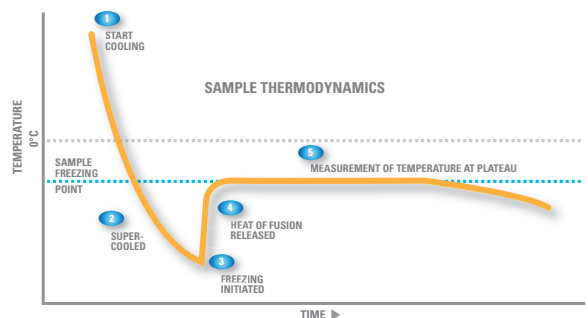 1
START
COOLING
SAMPLE THERMODYNAMICS
TEMPERATURE
0°C
5
SAMPLE
FREEZING
MEASUREMENT OF TEMPERATURE AT PLATEAU
POINT
2
4
SUPER-
COOLED
HEAT OF FUSION
RELEASED
3
FREEZING
INITIATED
TIME ▶